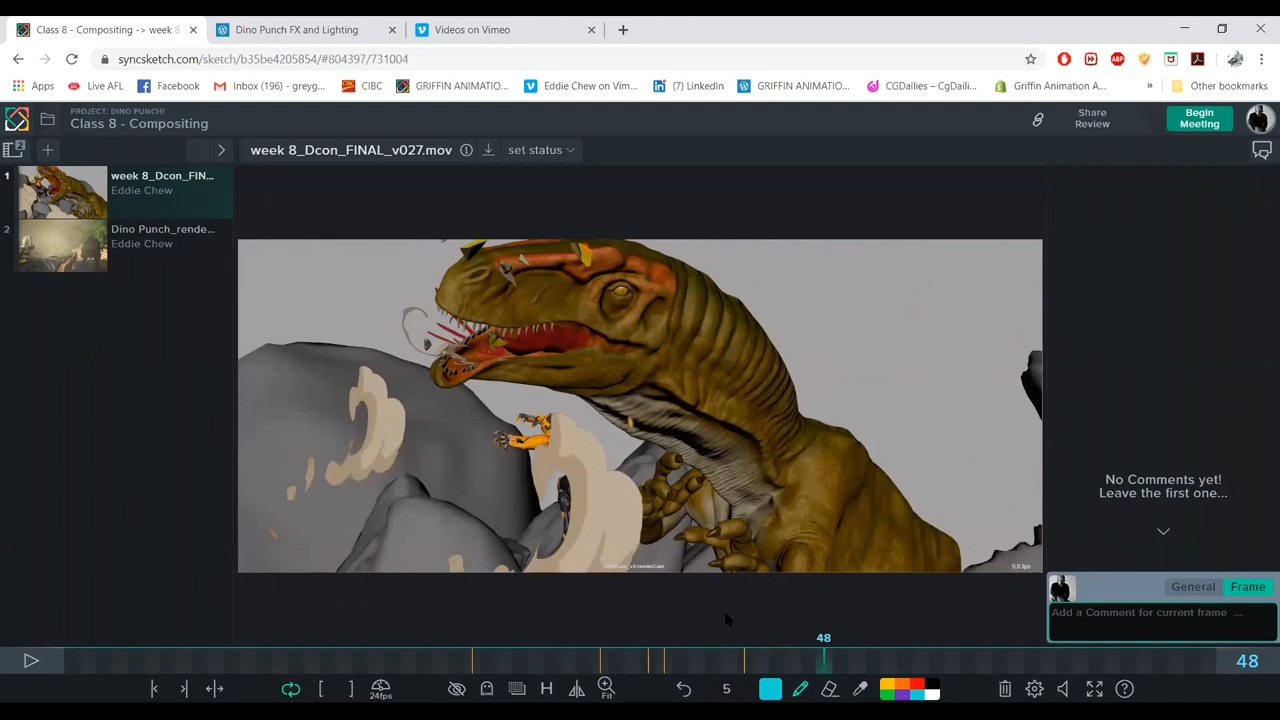 Class 8 - Compositing -> week 8
Dino Punch FX and Lighting
Videos on Vimeo
syncsketch.com/sketch/b35be4205854/#804397/731004
Apps
Live AFL
Facebook
Inbox (196) - greyg...
CIBC
GRIFFIN ANIMATIO...
Eddie Chew on Vim...
(7) LinkedIn
GRIFFIN ANIMATIO...
CGDailies – CgDaili...
Griffin Animation A...
»
Other bookmarks
PROJECT: DINO PUNCH!
Class 8 - Compositing
Share Review
Begin Meeting
2
week 8_Dcon_FINAL_v027.mov
set status
1
week 8_Dcon_FIN...
Eddie Chew
2
Dino Punch_rende...
Eddie Chew
No Comments yet!
Leave the first one...
General
Frame
Add a Comment for current frame ...
48
48
24fps
H
Fit
5